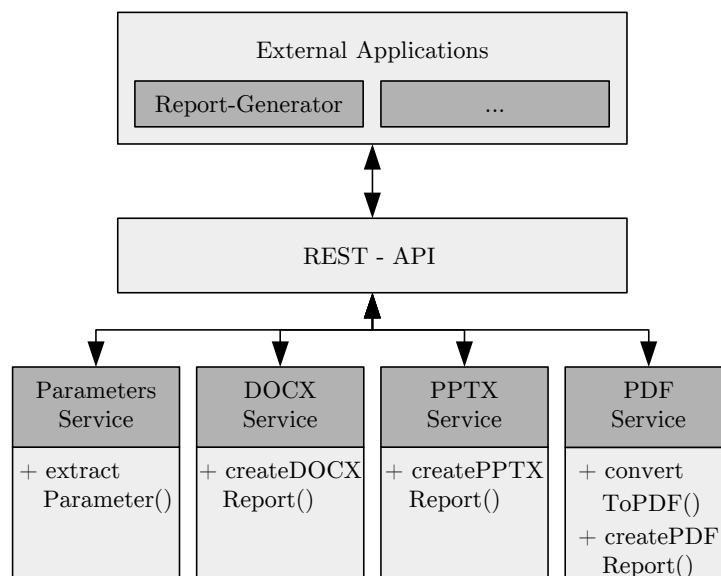 External Applications
Report-Generator
...
REST - API
Parameters
Service
+ extract
Parameter()
DOCX
Service
+ createDOCX
Report()
PPTX
Service
+ createPPTX
Report()
PDF
Service
+ convert
ToPDF()
+ createPDF
Report()